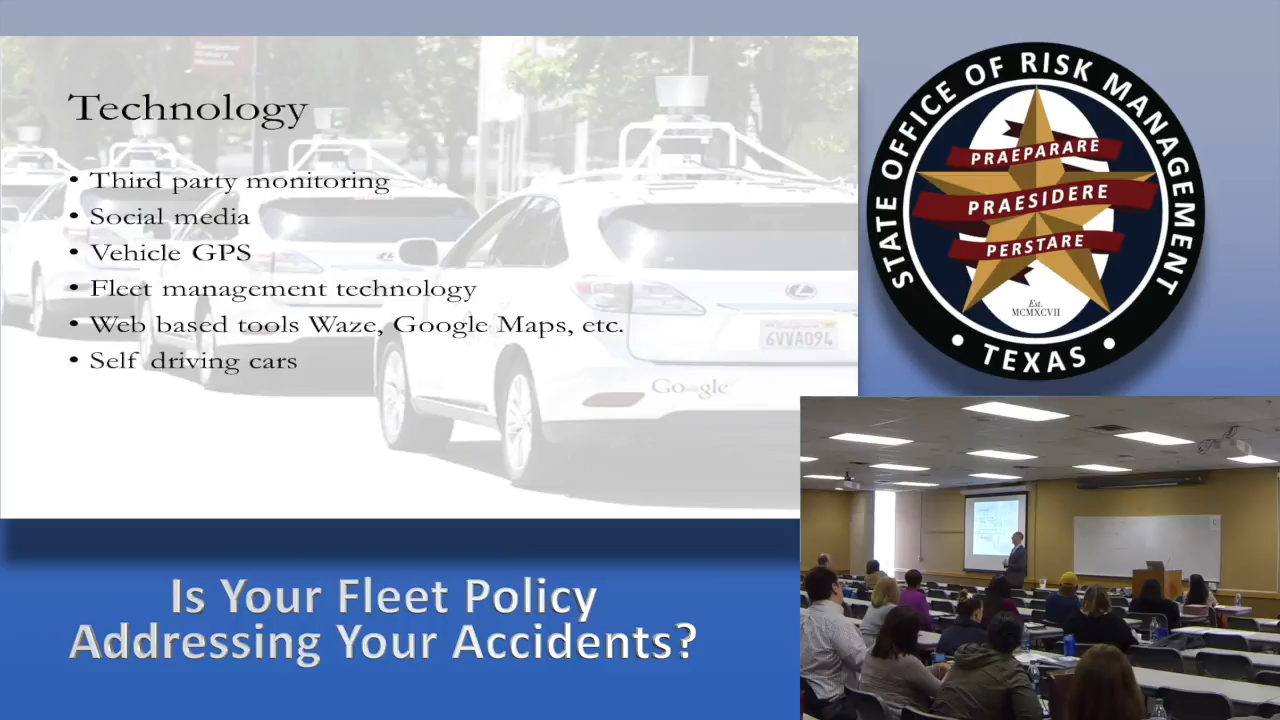 Technology
• Third party monitoring
• Social media
• Vehicle GPS
• Fleet management technology
• Web based tools Waze, Google Maps, etc.
• Self driving cars
California
6VVA094
Google
STATE OFFICE OF RISK MANAGEMENT
PRAEPARARE
PRAESIDERE
PERSTARE
Est.
MCMXCVII
• TEXAS •
Is Your Fleet Policy
Addressing Your Accidents?